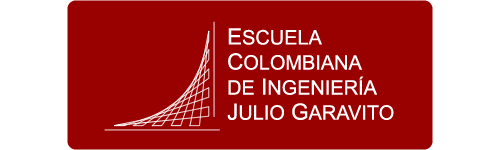 ESCUELA
COLOMBIANA
DE INGENIERÍA
JULIO GARAVITO